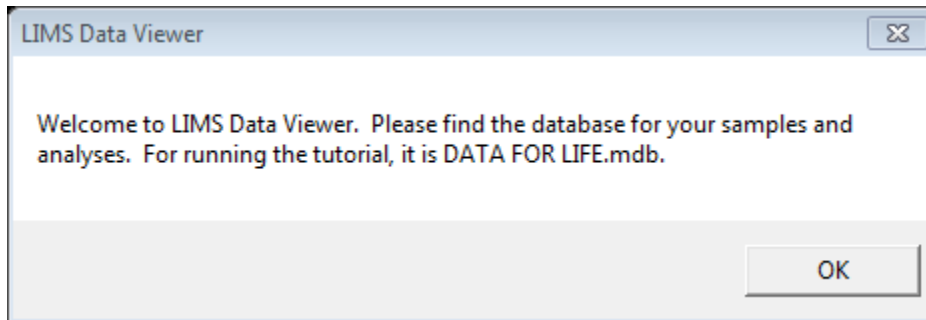 LIMS Data Viewer
Welcome to LIMS Data Viewer.  Please find the database for your samples and
analyses.  For running the tutorial, it is DATA FOR LIFE.mdb.
OK